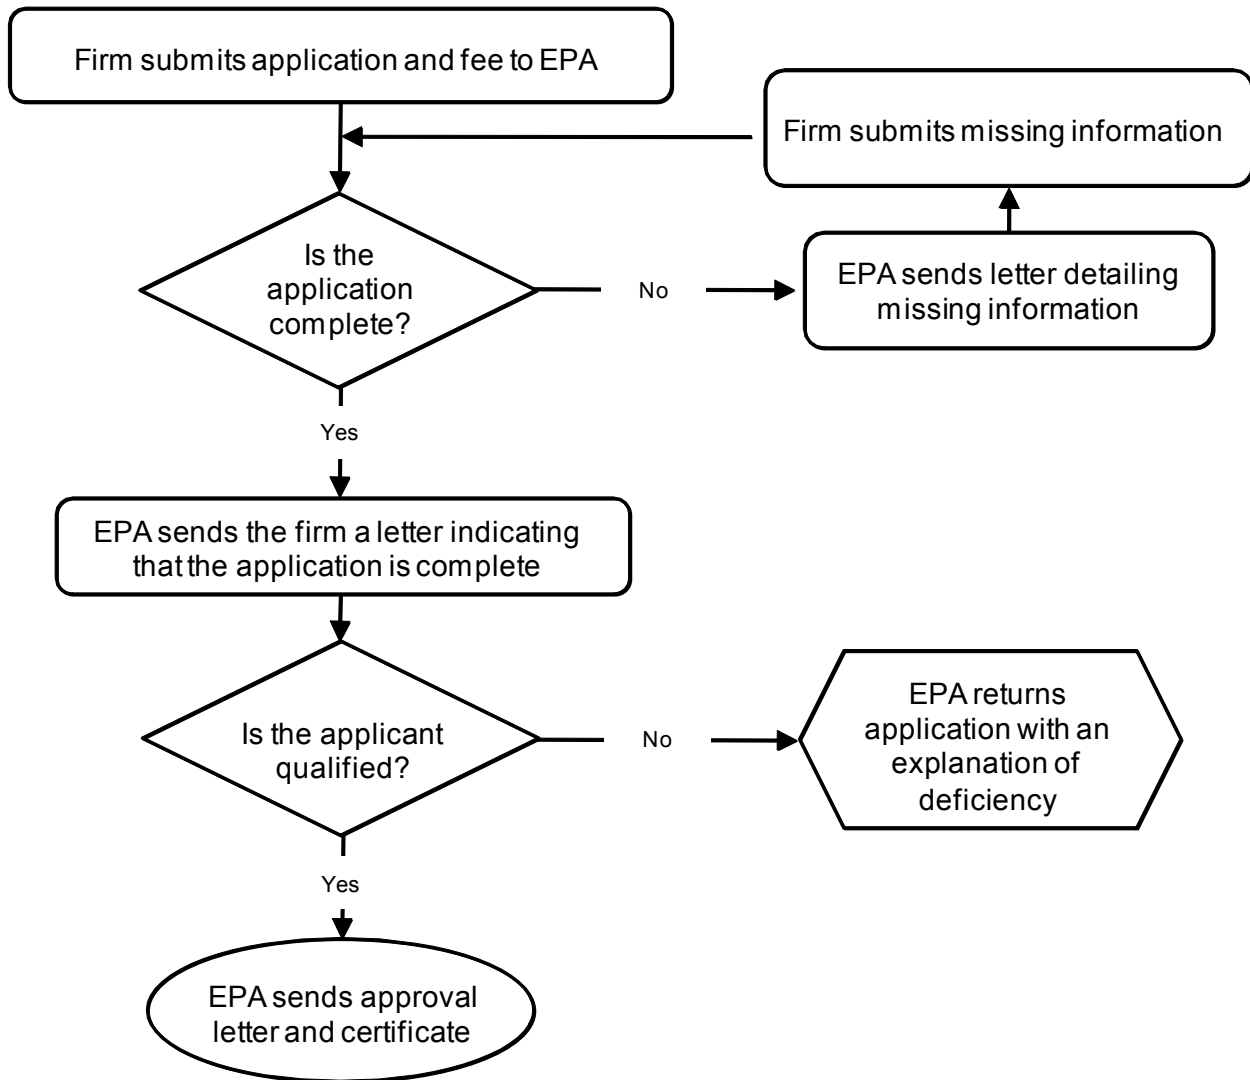 Firm submits application and fee to EPA
Firm submits missing information
Is the
application
complete?
No
EPA sends letter detailing
missing information
Yes
EPA sends the firm a letter indicating
that the application is complete
Is the applicant
qualified?
No
EPA returns
application with an
explanation of
deficiency
Yes
EPA sends approval
letter and certificate